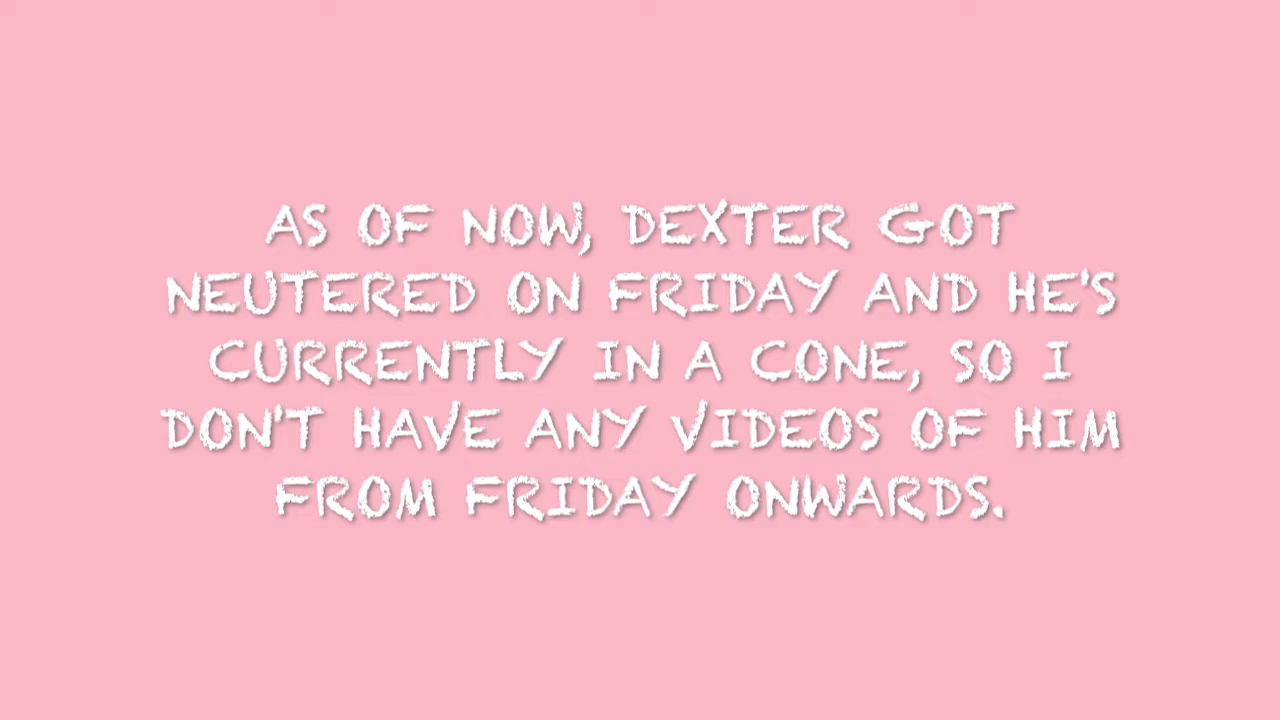 AS OF NOW, DEXTER GOT
NEUTERED ON FRIDAY AND HE'S
CURRENTLY IN A CONE, SO I
DON'T HAVE ANY VIDEOS OF HIM
FROM FRIDAY ONWARDS.